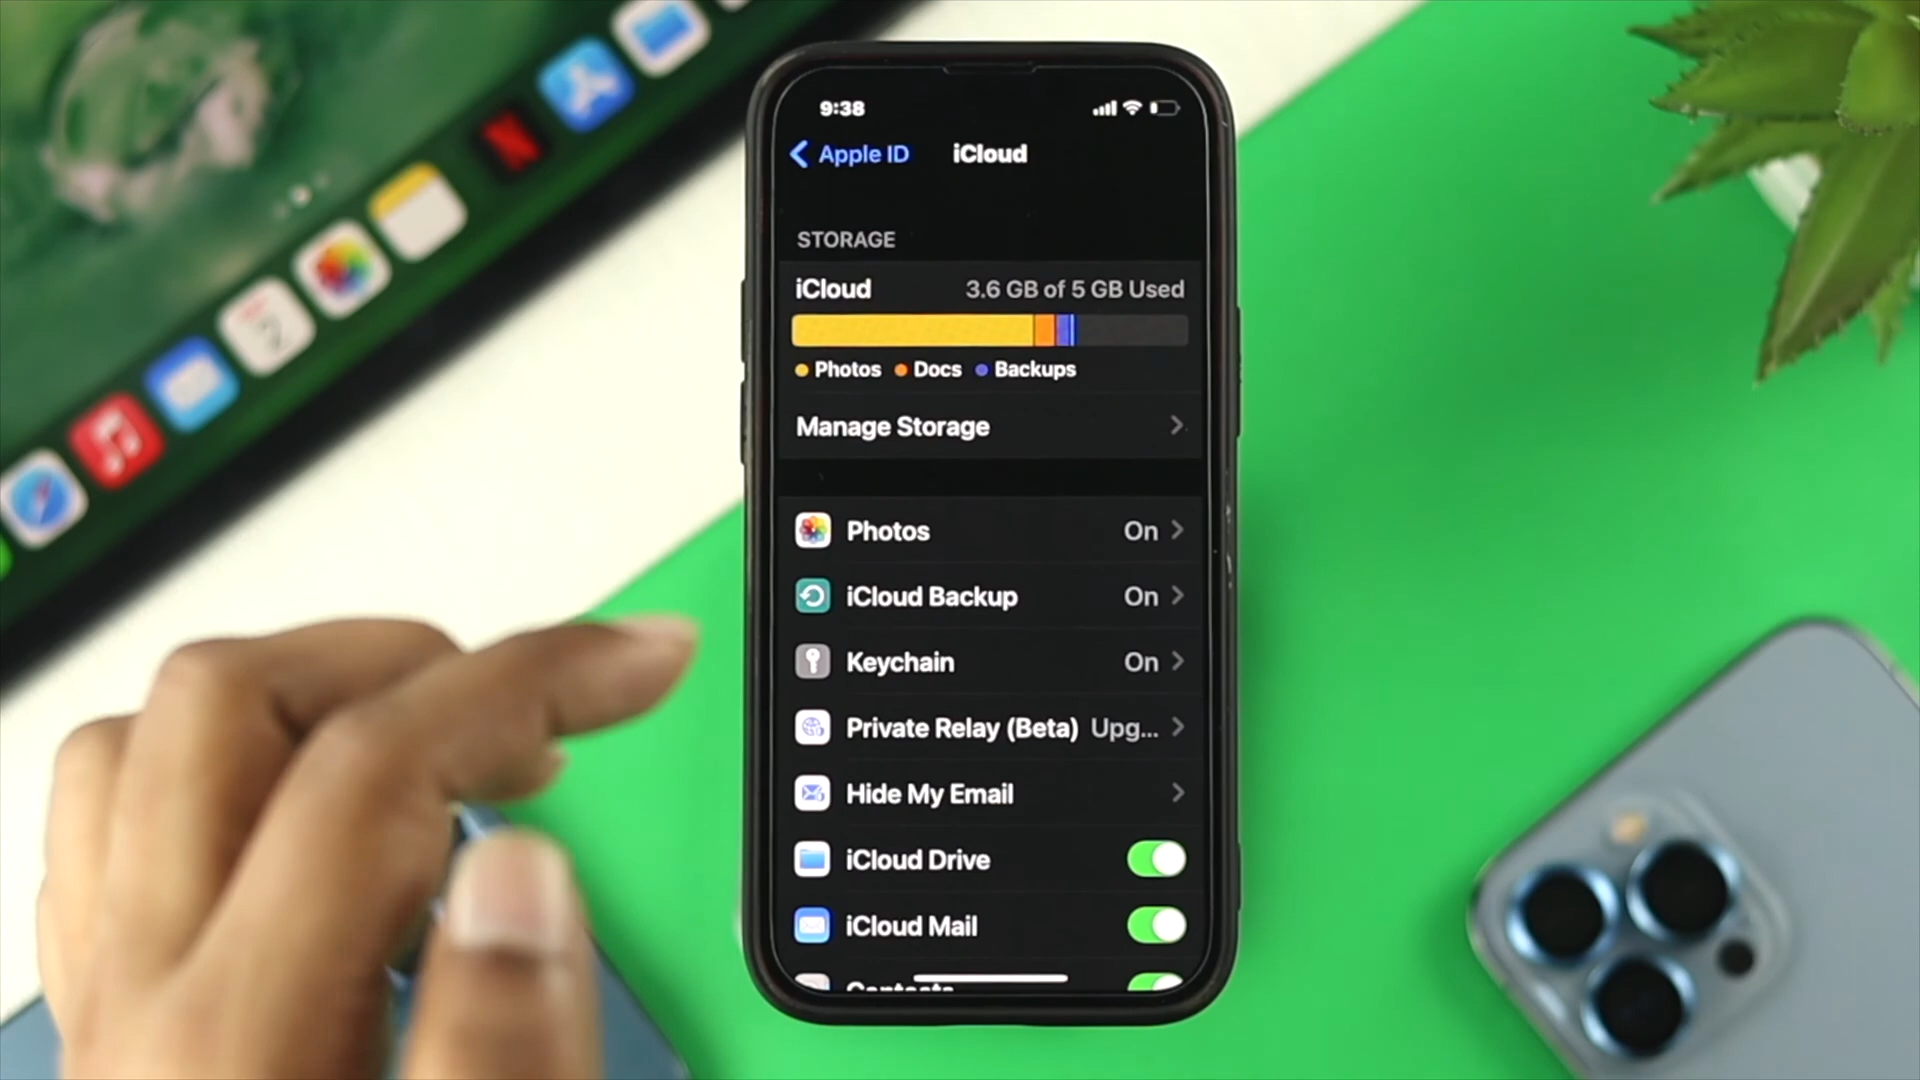 9:38
Apple ID
iCloud
STORAGE
iCloud 3.6 GB of 5 GB Used
Photos Docs Backups
Manage Storage
Photos On
iCloud Backup On
Keychain On
Private Relay (Beta) Upg...
Hide My Email
iCloud Drive
iCloud Mail
Contacts